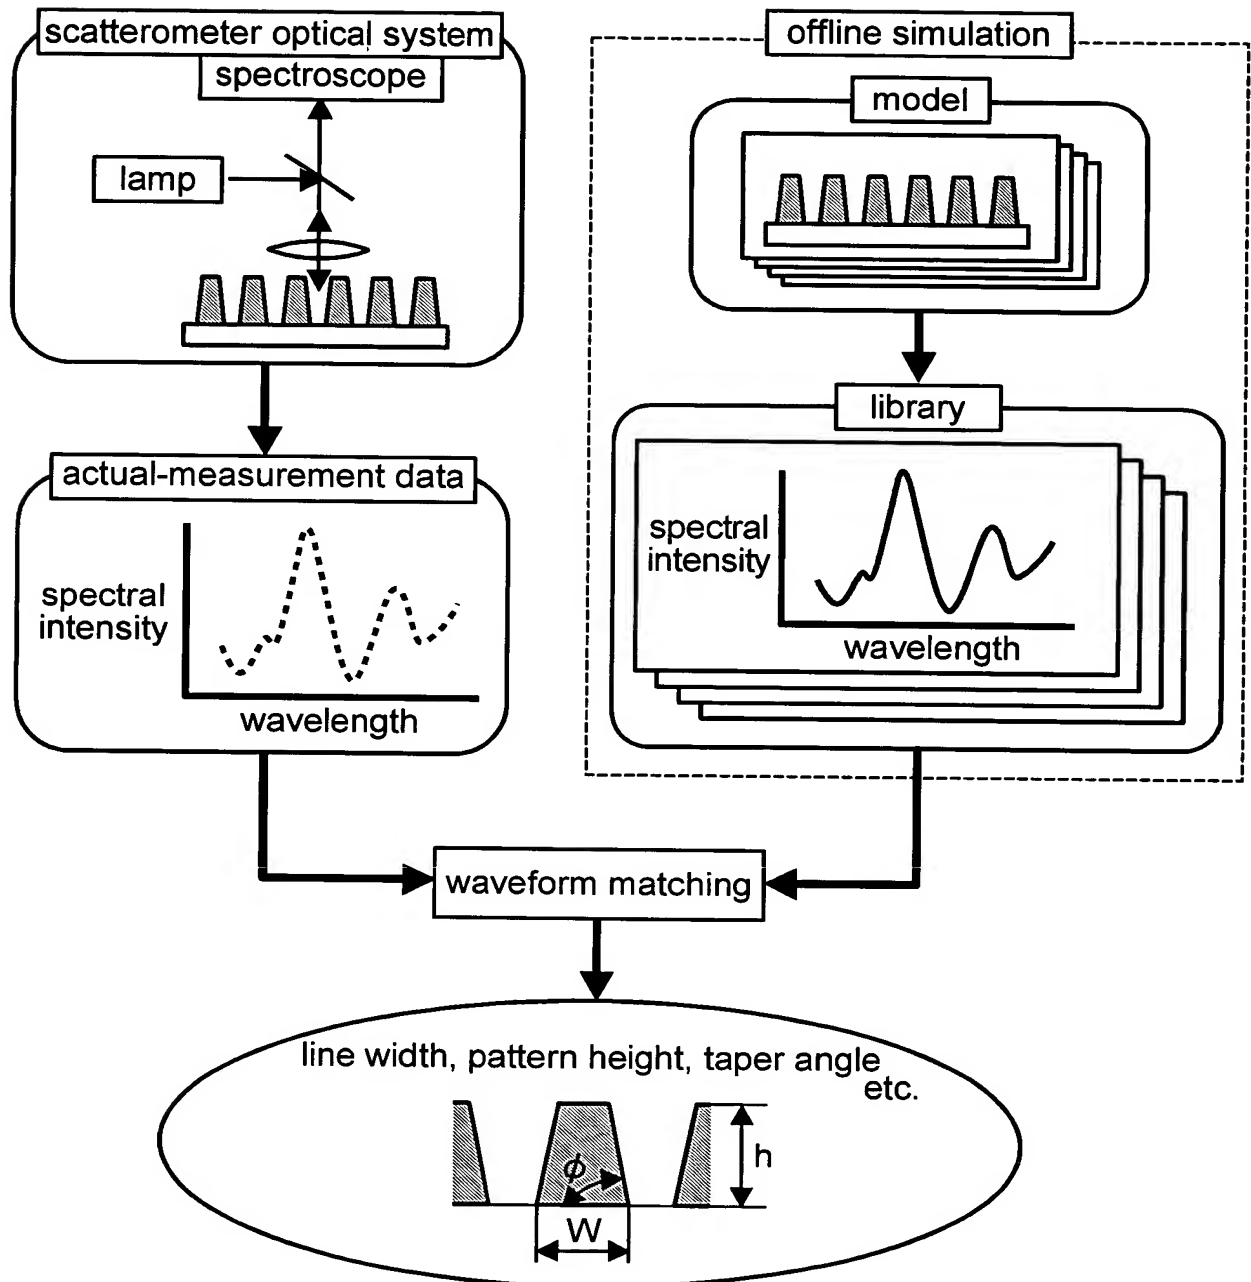 scatterometer optical system
spectroscope
lamp
actual-measurement data
spectral
intensity
wavelength
offline simulation
model
library
spectral
intensity
wavelength
waveform matching
line width, pattern height, taper angle
etc.
ϕ
h
W